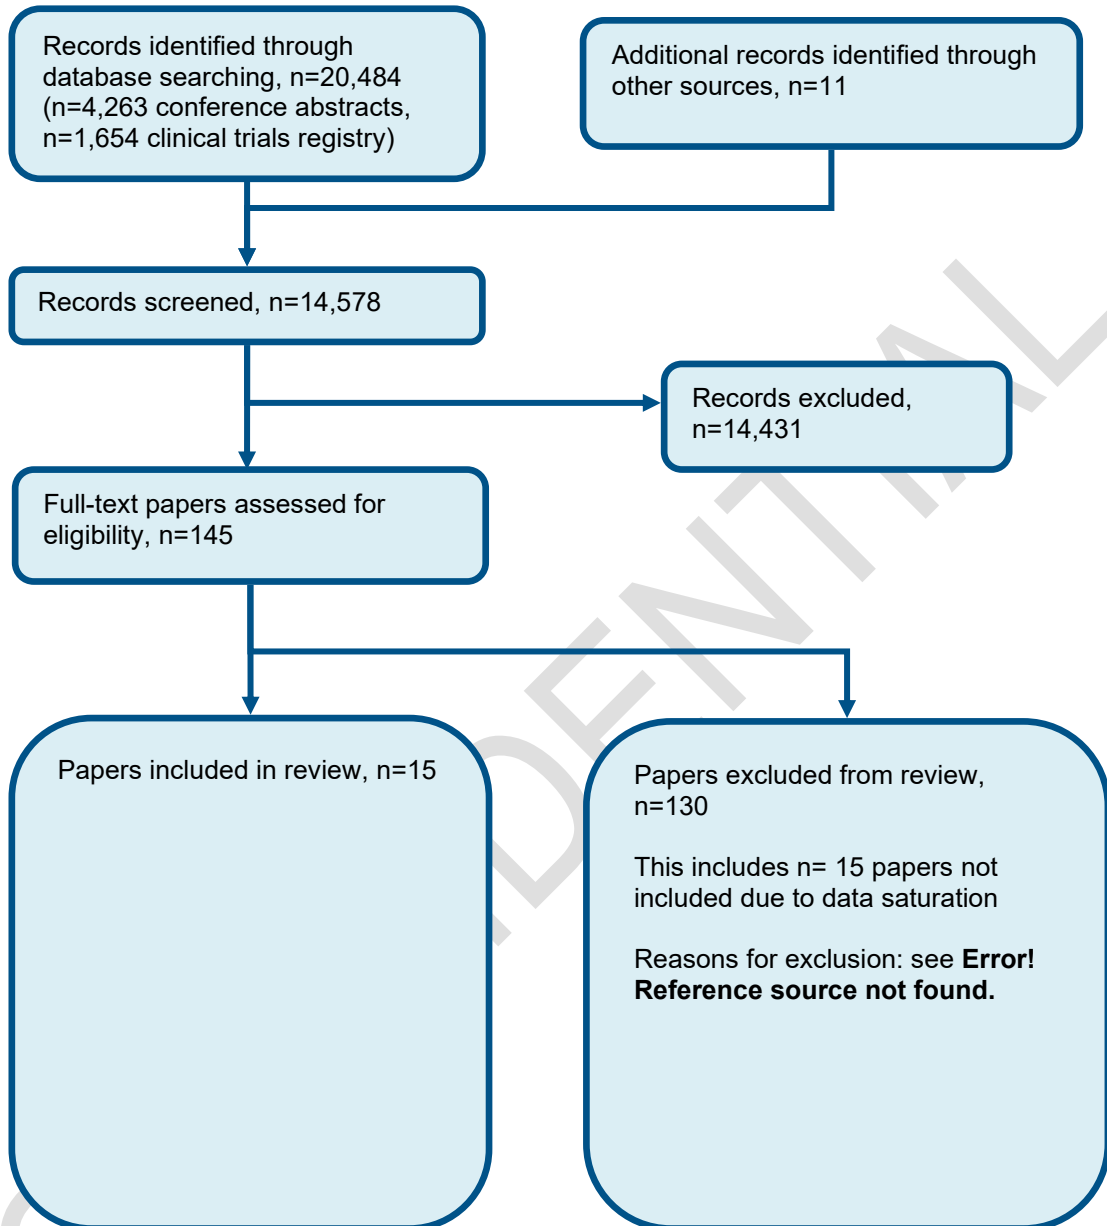 Records identified through
database searching, n=20,484
(n=4,263 conference abstracts,
n=1,654 clinical trials registry)
Additional records identified through
other sources, n=11
Records screened, n=14,578
Records excluded,
n=14,431
Full-text papers assessed for
eligibility, n=145
Papers included in review, n=15
Papers excluded from review,
n=130
This includes n= 15 papers not
included due to data saturation
Reasons for exclusion: see Error!
Reference source not found.